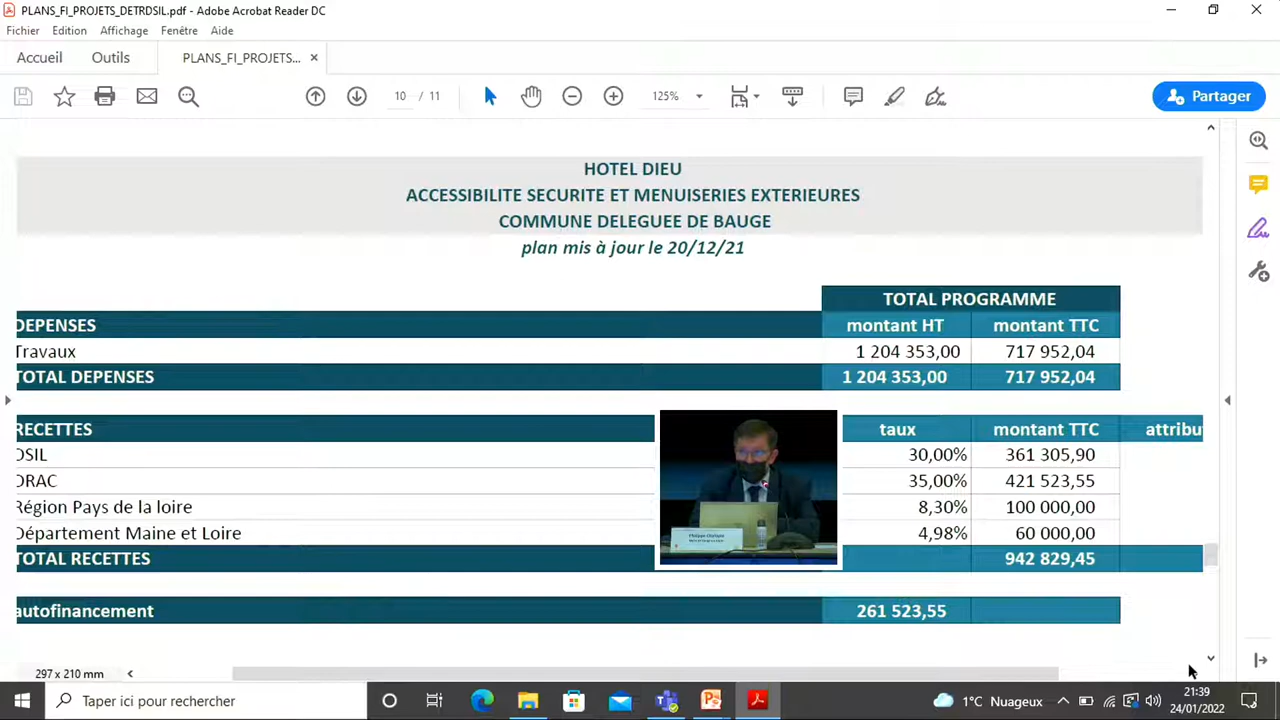 PLANS_FI_PROJETS_DETRDSIL.pdf - Adobe Acrobat Reader DC
Fichier Edition Affichage Fenêtre Aide
Accueil Outils PLANS_FI_PROJETS... ×
10 / 11 125% Partager
HOTEL DIEU
ACCESSIBILITE SECURITE ET MENUISERIES EXTERIEURES
COMMUNE DELEGUEE DE BAUGE
plan mis à jour le 20/12/21
TOTAL PROGRAMME
DEPENSES montant HT montant TTC
Travaux 1 204 353,00 717 952,04
TOTAL DEPENSES 1 204 353,00 717 952,04
RECETTES taux montant TTC attribu
DSIL 30,00% 361 305,90
DRAC 35,00% 421 523,55
Région Pays de la loire 8,30% 100 000,00
Département Maine et Loire 4,98% 60 000,00
TOTAL RECETTES 942 829,45
autofinancement 261 523,55
297 x 210 mm
Taper ici pour rechercher 1°C Nuageux 21:39
24/01/2022